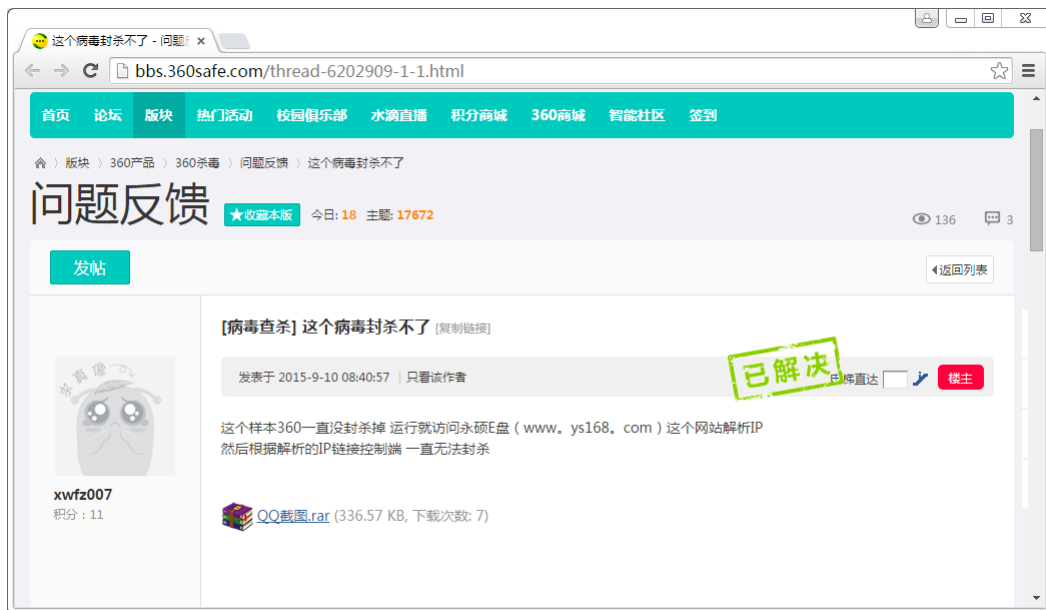 这个病毒封杀不了 - 问题
bbs.360safe.com/thread-6202909-1-1.html
首页 论坛 版块 热门活动 校园俱乐部 水滴直播 积分商城 360商城 智能社区 签到
版块 〉 360产品 〉 360杀毒 〉 问题反馈 〉 这个病毒封杀不了
问题反馈 ★收藏本版 今日: 18 主题: 17672 136 3
发帖 返回列表
[病毒查杀] 这个病毒封杀不了 [复制链接]
发表于 2015-9-10 08:40:57 | 只看该作者 已解决 梯直达 楼主
求真像
这个样本360一直没封杀掉 运行就访问永硕E盘（www。ys168。com）这个网站解析IP
然后根据解析的IP链接控制端 一直无法封杀
xwfz007
积分：11
QQ截图.rar (336.57 KB, 下载次数: 7)